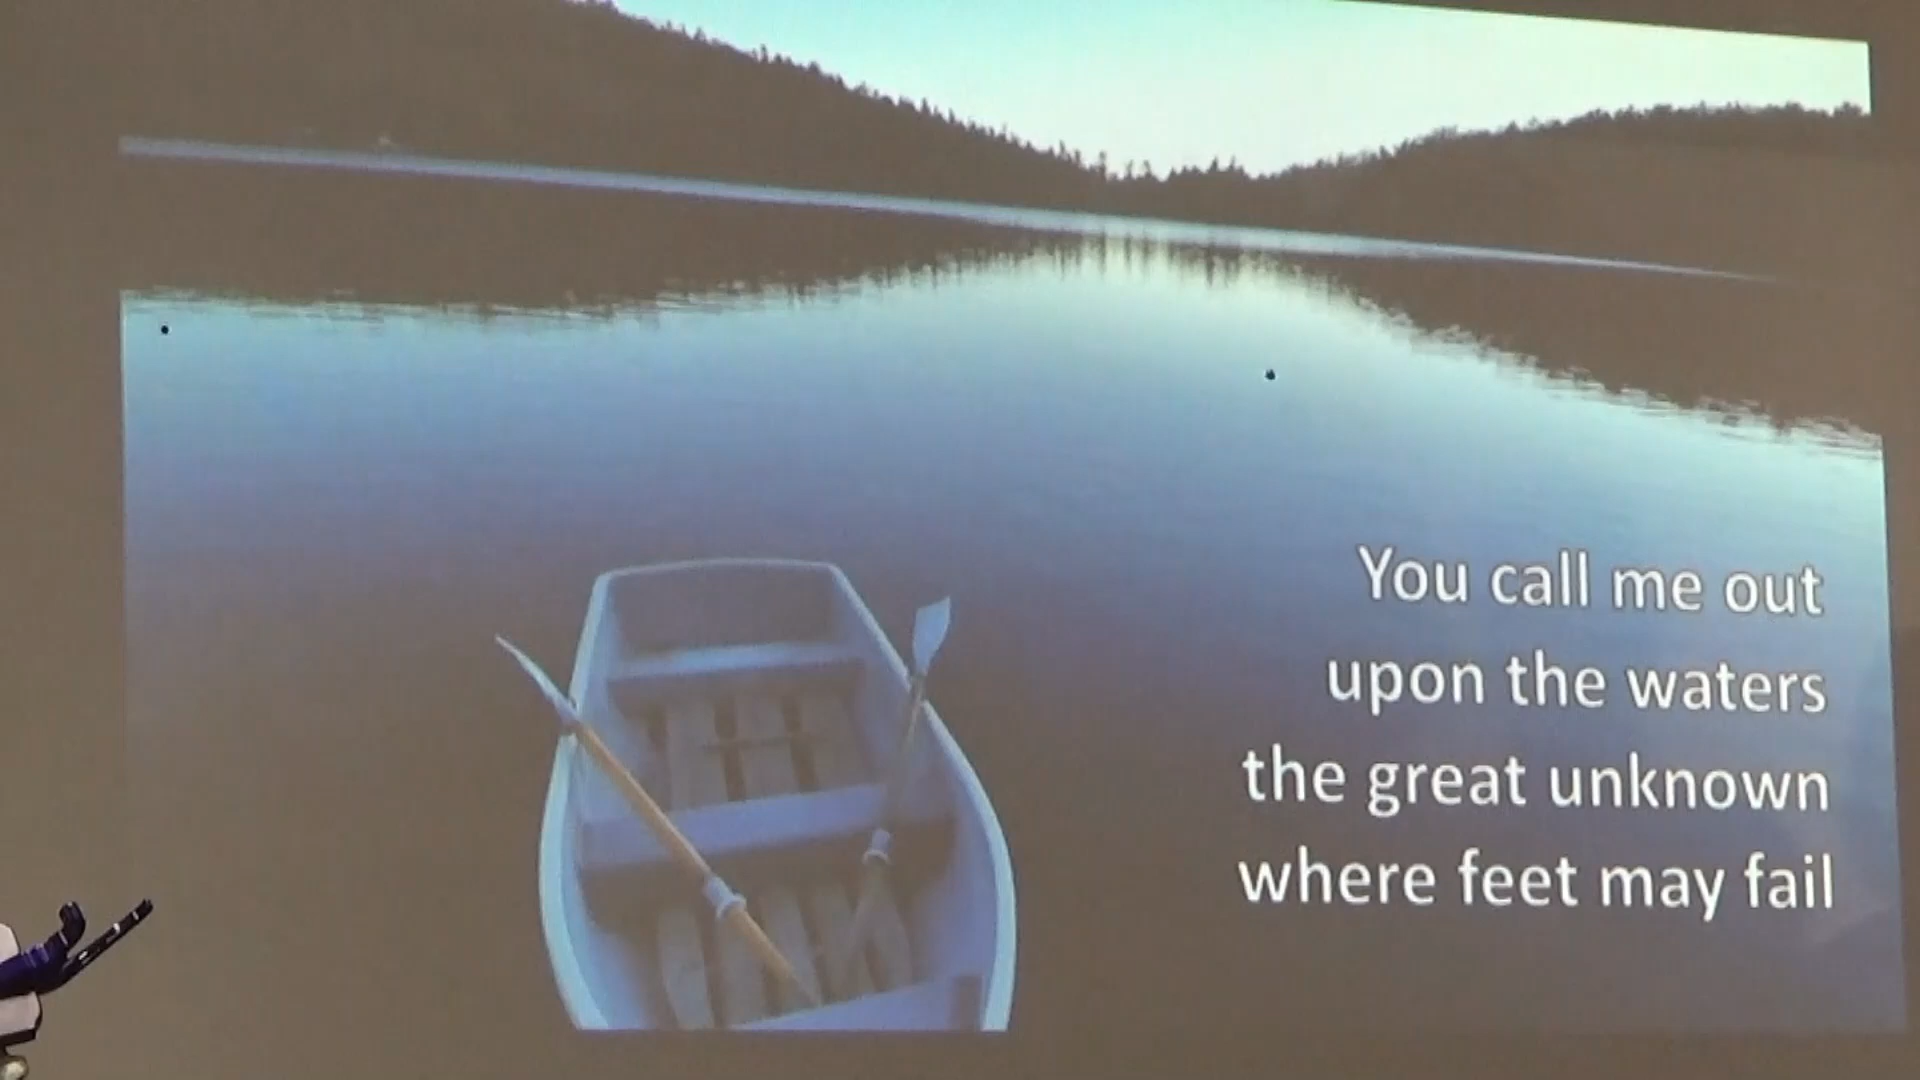 You call me out
upon the waters
the great unknown
where feet may fail